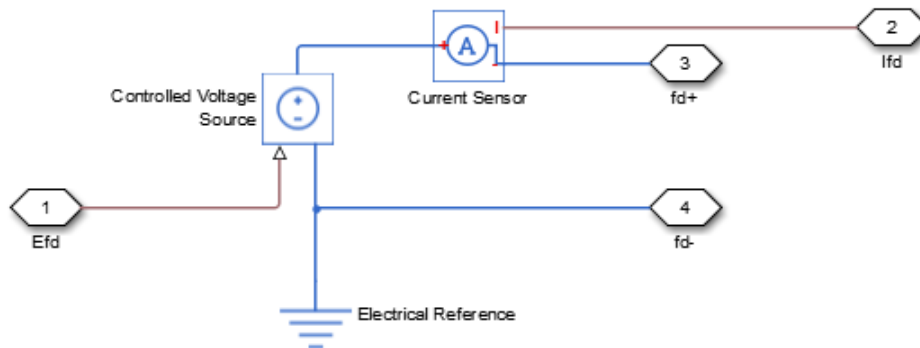 2
Ifd
I
+
A
-
3
fd+
Current Sensor
Controlled Voltage
Source
+
-
1
Efd
4
fd-
Electrical Reference